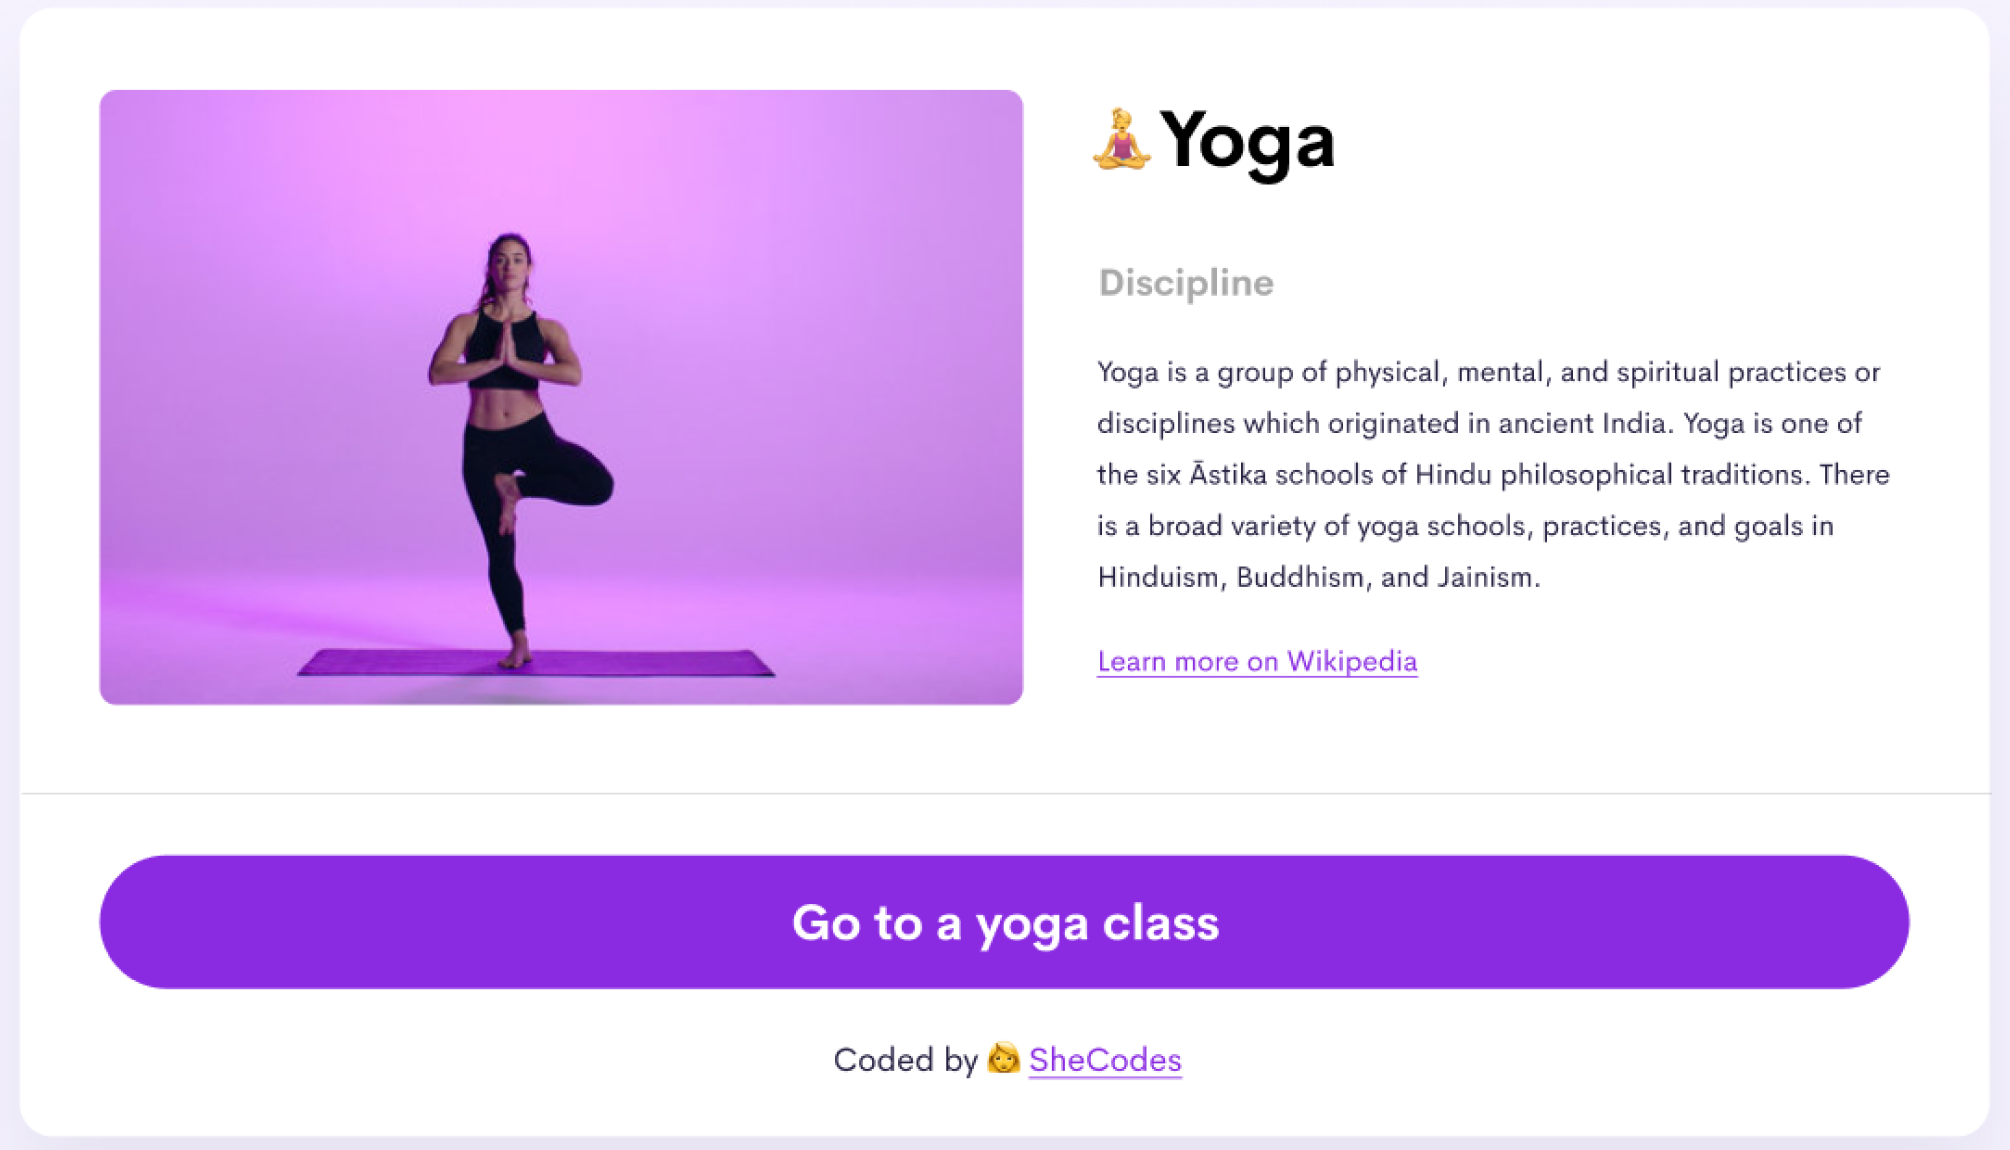 🧘‍♀️Yoga
Discipline
Yoga is a group of physical, mental, and spiritual practices or
disciplines which originated in ancient India. Yoga is one of
the six Āstika schools of Hindu philosophical traditions. There
is a broad variety of yoga schools, practices, and goals in
Hinduism, Buddhism, and Jainism.
Learn more on Wikipedia
Go to a yoga class
Coded by 👩 SheCodes